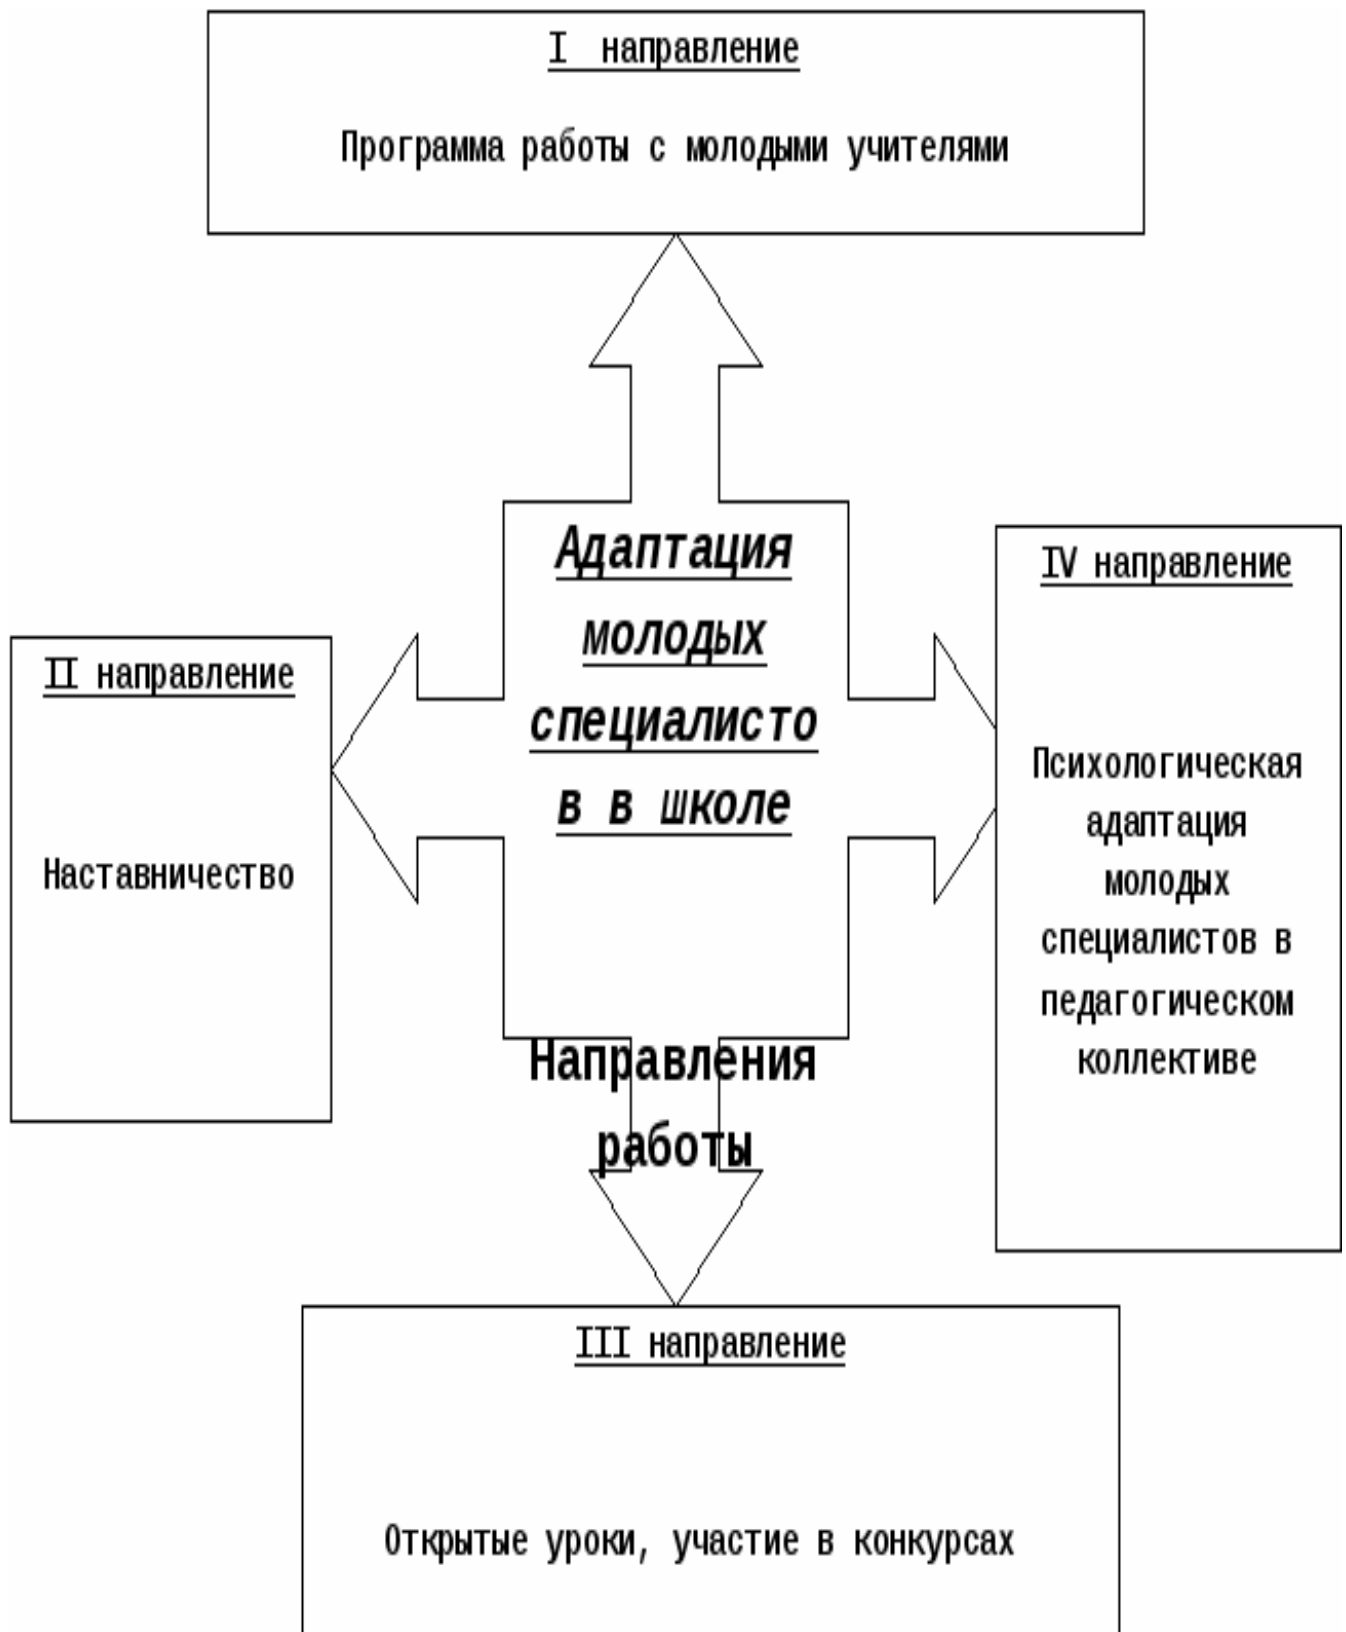 I направление
Программа работы с молодыми учителями
Адаптация
молодых
специалисто
в в школе
Направления
работы
II направление
Наставничество
IV направление
Психологическая
адаптация
молодых
специалистов в
педагогическом
коллективе
III направление
Открытые уроки, участие в конкурсах